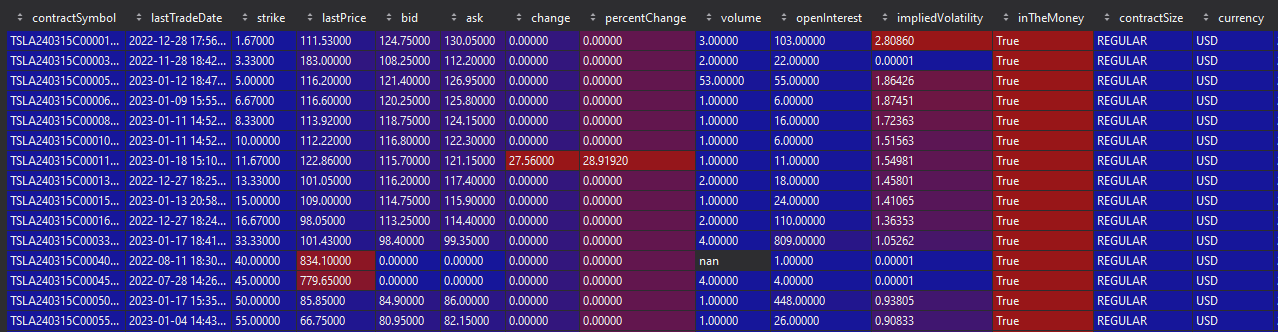 contractSymbol lastTradeDate strike lastPrice bid ask change percentChange volume openInterest impliedVolatility inTheMoney contractSize currency
TSLA240315C00001... 2022-12-28 17:56... 1.67000 111.53000 124.75000 130.05000 0.00000 0.00000 3.00000 103.00000 2.80860 True REGULAR USD
TSLA240315C00003... 2022-11-28 18:42... 3.33000 183.00000 108.25000 112.20000 0.00000 0.00000 2.00000 22.00000 0.00001 True REGULAR USD
TSLA240315C00005... 2023-01-12 18:47... 5.00000 116.20000 121.40000 126.95000 0.00000 0.00000 53.00000 55.00000 1.86426 True REGULAR USD
TSLA240315C00006... 2023-01-09 15:55... 6.67000 116.60000 120.25000 125.80000 0.00000 0.00000 1.00000 6.00000 1.87451 True REGULAR USD
TSLA240315C00008... 2023-01-11 14:52... 8.33000 113.92000 118.75000 124.15000 0.00000 0.00000 1.00000 16.00000 1.72363 True REGULAR USD
TSLA240315C00010... 2023-01-11 14:52... 10.00000 112.22000 116.80000 122.30000 0.00000 0.00000 1.00000 6.00000 1.51563 True REGULAR USD
TSLA240315C00011... 2023-01-18 15:10... 11.67000 122.86000 115.70000 121.15000 27.56000 28.91920 1.00000 11.00000 1.54981 True REGULAR USD
TSLA240315C00013... 2022-12-27 18:25... 13.33000 101.05000 116.20000 117.40000 0.00000 0.00000 2.00000 18.00000 1.45801 True REGULAR USD
TSLA240315C00015... 2023-01-13 20:58... 15.00000 109.00000 114.75000 115.90000 0.00000 0.00000 1.00000 24.00000 1.41065 True REGULAR USD
TSLA240315C00016... 2022-12-27 18:24... 16.67000 98.05000 113.25000 114.40000 0.00000 0.00000 2.00000 110.00000 1.36353 True REGULAR USD
TSLA240315C00033... 2023-01-17 18:41... 33.33000 101.43000 98.40000 99.35000 0.00000 0.00000 4.00000 809.00000 1.05262 True REGULAR USD
TSLA240315C00040... 2022-08-11 18:30... 40.00000 834.10000 0.00000 0.00000 0.00000 0.00000 nan 1.00000 0.00001 True REGULAR USD
TSLA240315C00045... 2022-07-28 14:26... 45.00000 779.65000 0.00000 0.00000 0.00000 0.00000 4.00000 4.00000 0.00001 True REGULAR USD
TSLA240315C00050... 2023-01-17 15:35... 50.00000 85.85000 84.90000 86.00000 0.00000 0.00000 1.00000 448.00000 0.93805 True REGULAR USD
TSLA240315C00055... 2023-01-04 14:43... 55.00000 66.75000 80.95000 82.15000 0.00000 0.00000 1.00000 26.00000 0.90833 True REGULAR USD